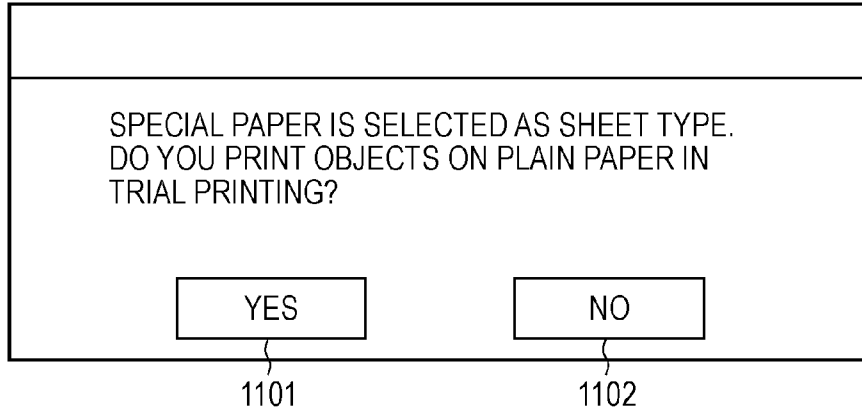 SPECIAL PAPER IS SELECTED AS SHEET TYPE.
DO YOU PRINT OBJECTS ON PLAIN PAPER IN
TRIAL PRINTING?
YES NO
1101 1102